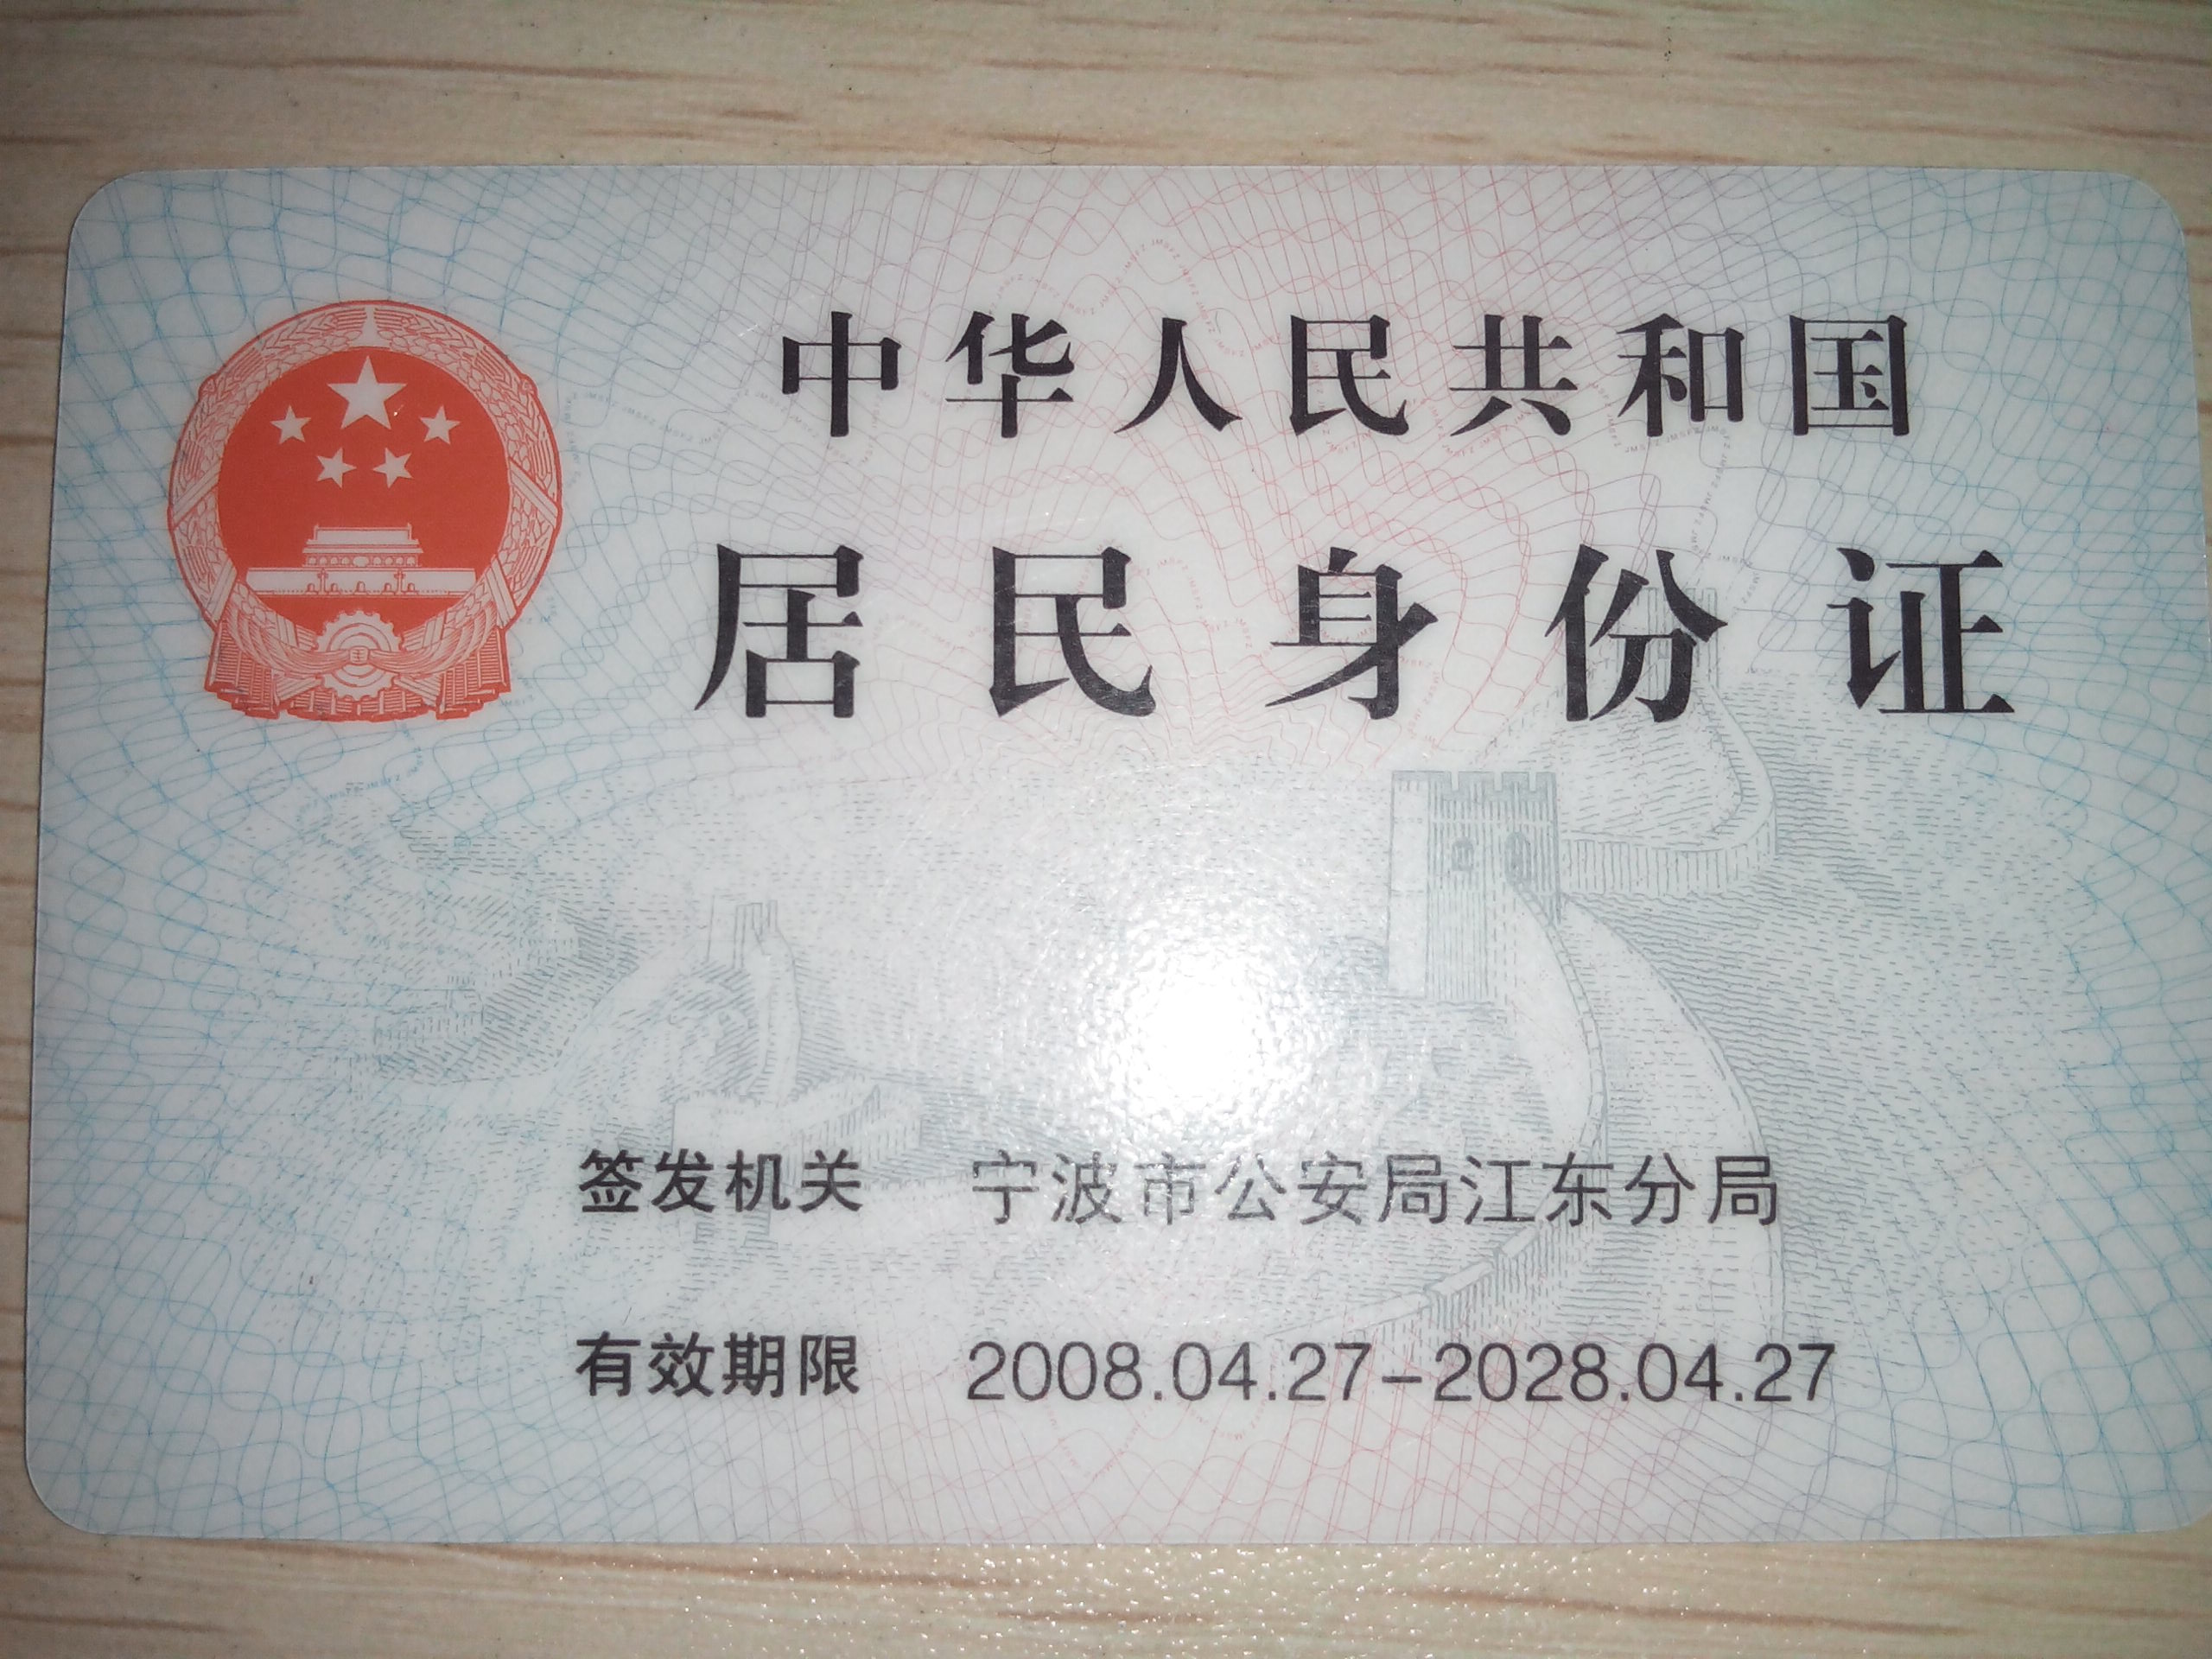 中华人民共和国
居民身份证
签发机关 宁波市公安局江东分局
有效期限 2008.04.27-2028.04.27